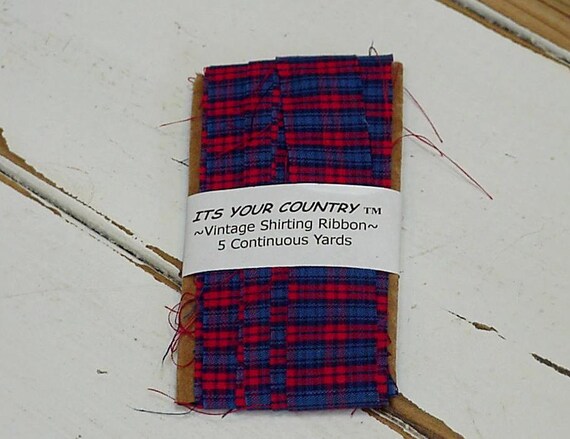 ITS YOUR COUNTRY ™
~Vintage Shirting Ribbon~
5 Continuous Yards